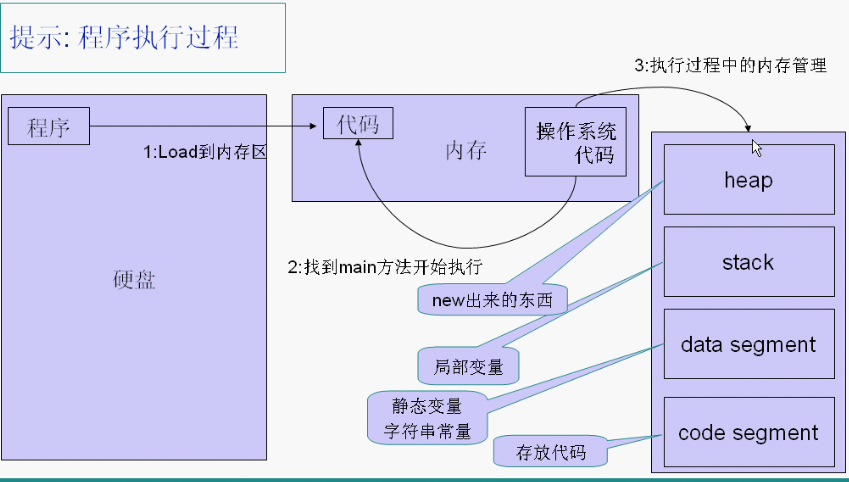 提示: 程序执行过程
3:执行过程中的内存管理
程序
代码
操作系统
代码
内存
1:Load到内存区
heap
硬盘
2:找到main方法开始执行
stack
new出来的东西
data segment
局部变量
静态变量
字符串常量
code segment
存放代码